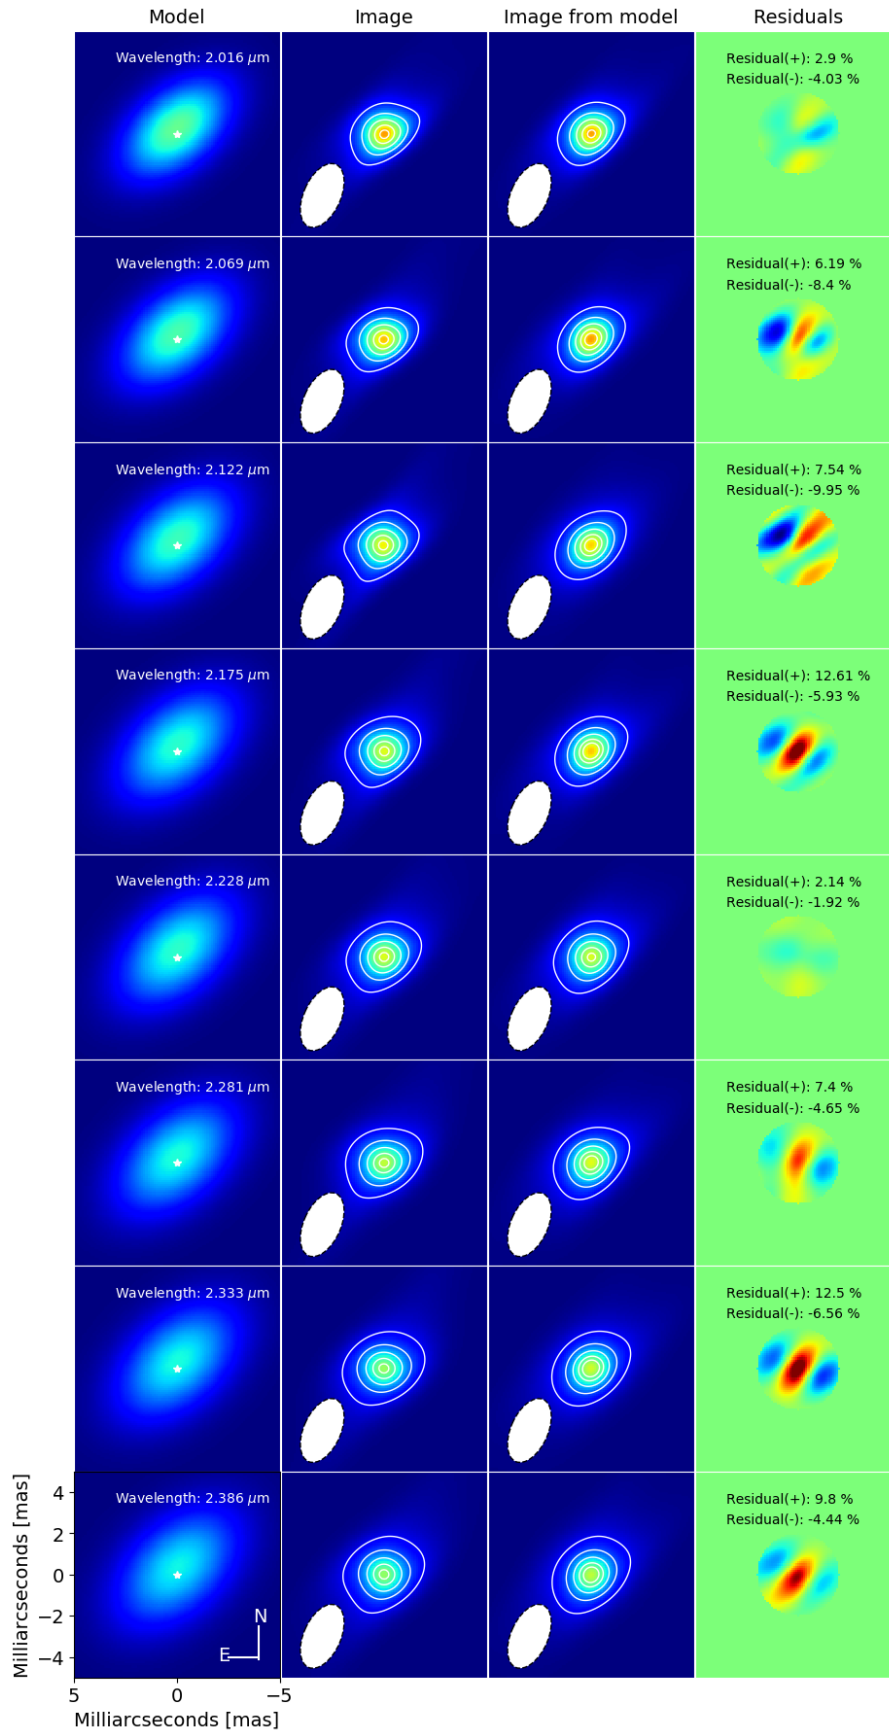 Model Image Image from model Residuals
Wavelength: 2.016 μm
Residual(+): 2.9 %
Residual(-): -4.03 %
Wavelength: 2.069 μm
Residual(+): 6.19 %
Residual(-): -8.4 %
Wavelength: 2.122 μm
Residual(+): 7.54 %
Residual(-): -9.95 %
Wavelength: 2.175 μm
Residual(+): 12.61 %
Residual(-): -5.93 %
Wavelength: 2.228 μm
Residual(+): 2.14 %
Residual(-): -1.92 %
Wavelength: 2.281 μm
Residual(+): 7.4 %
Residual(-): -4.65 %
Wavelength: 2.333 μm
Residual(+): 12.5 %
Residual(-): -6.56 %
Wavelength: 2.386 μm
Residual(+): 9.8 %
Residual(-): -4.44 %
Milliarcseconds [mas]
4
2
0
−2
−4
N
E
5 0 −5
Milliarcseconds [mas]